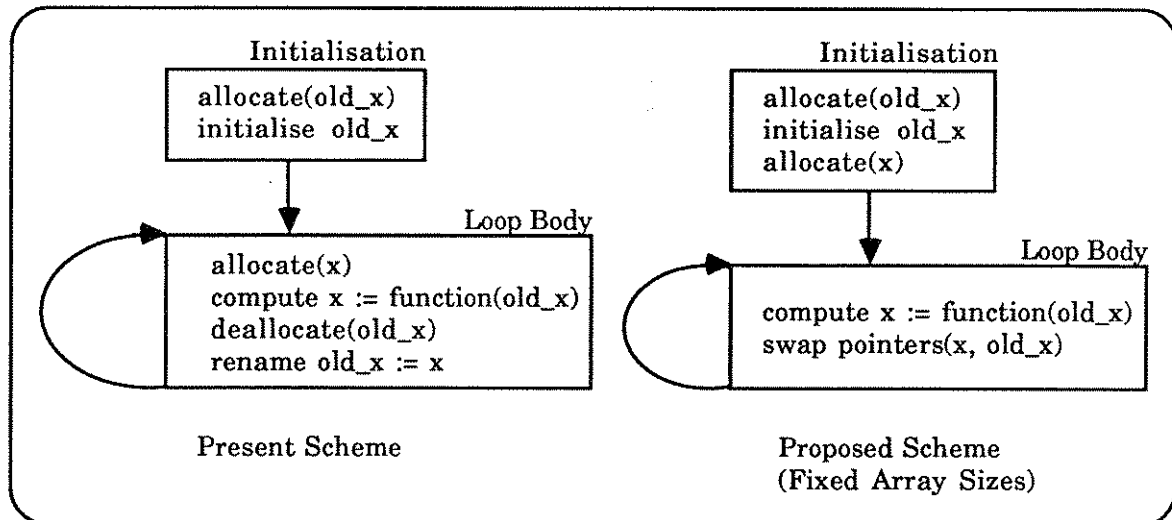 Initialisation
allocate(old_x)
initialise old_x
Loop Body
allocate(x)
compute x := function(old_x)
deallocate(old_x)
rename old_x := x
Present Scheme
Initialisation
allocate(old_x)
initialise old_x
allocate(x)
Loop Body
compute x := function(old_x)
swap pointers(x, old_x)
Proposed Scheme
(Fixed Array Sizes)